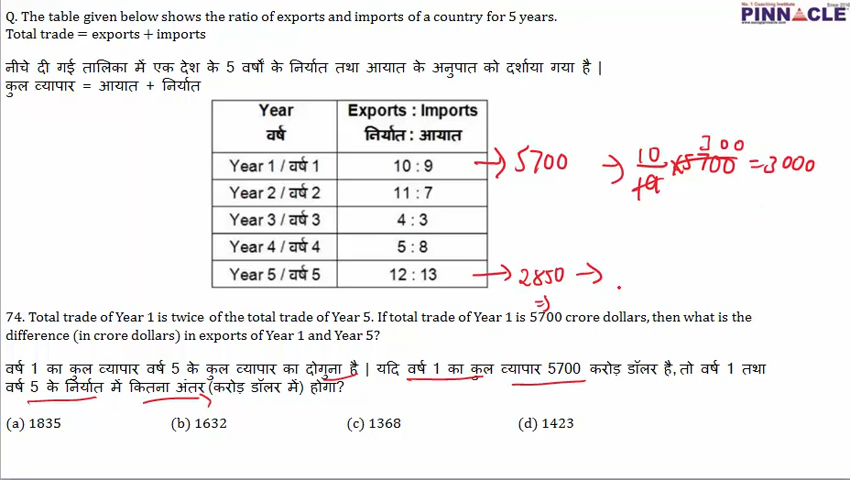 Q. The table given below shows the ratio of exports and imports of a country for 5 years.
Total trade = exports + imports
PINNACLE
नीचे दी गई तालिका में एक देश के 5 वर्षों के निर्यात तथा आयात के अनुपात को दर्शाया गया है |
कुल व्यापार = आयात + निर्यात
Year Exports : Imports
वर्ष निर्यात : आयात
Year 1 / वर्ष 1 10 : 9 → 5700 → 10/19 × 5700 300 = 3000
Year 2 / वर्ष 2 11 : 7
Year 3 / वर्ष 3 4 : 3
Year 4 / वर्ष 4 5 : 8
Year 5 / वर्ष 5 12 : 13 → 2850 →
⇒
74. Total trade of Year 1 is twice of the total trade of Year 5. If total trade of Year 1 is 5700 crore dollars, then what is the
difference (in crore dollars) in exports of Year 1 and Year 5?
वर्ष 1 का कुल व्यापार वर्ष 5 के कुल व्यापार का दोगुना है | यदि वर्ष 1 का कुल व्यापार 5700 करोड़ डॉलर है, तो वर्ष 1 तथा
वर्ष 5 के निर्यात में कितना अंतर (करोड़ डॉलर में) होगा?
(a) 1835 (b) 1632 (c) 1368 (d) 1423